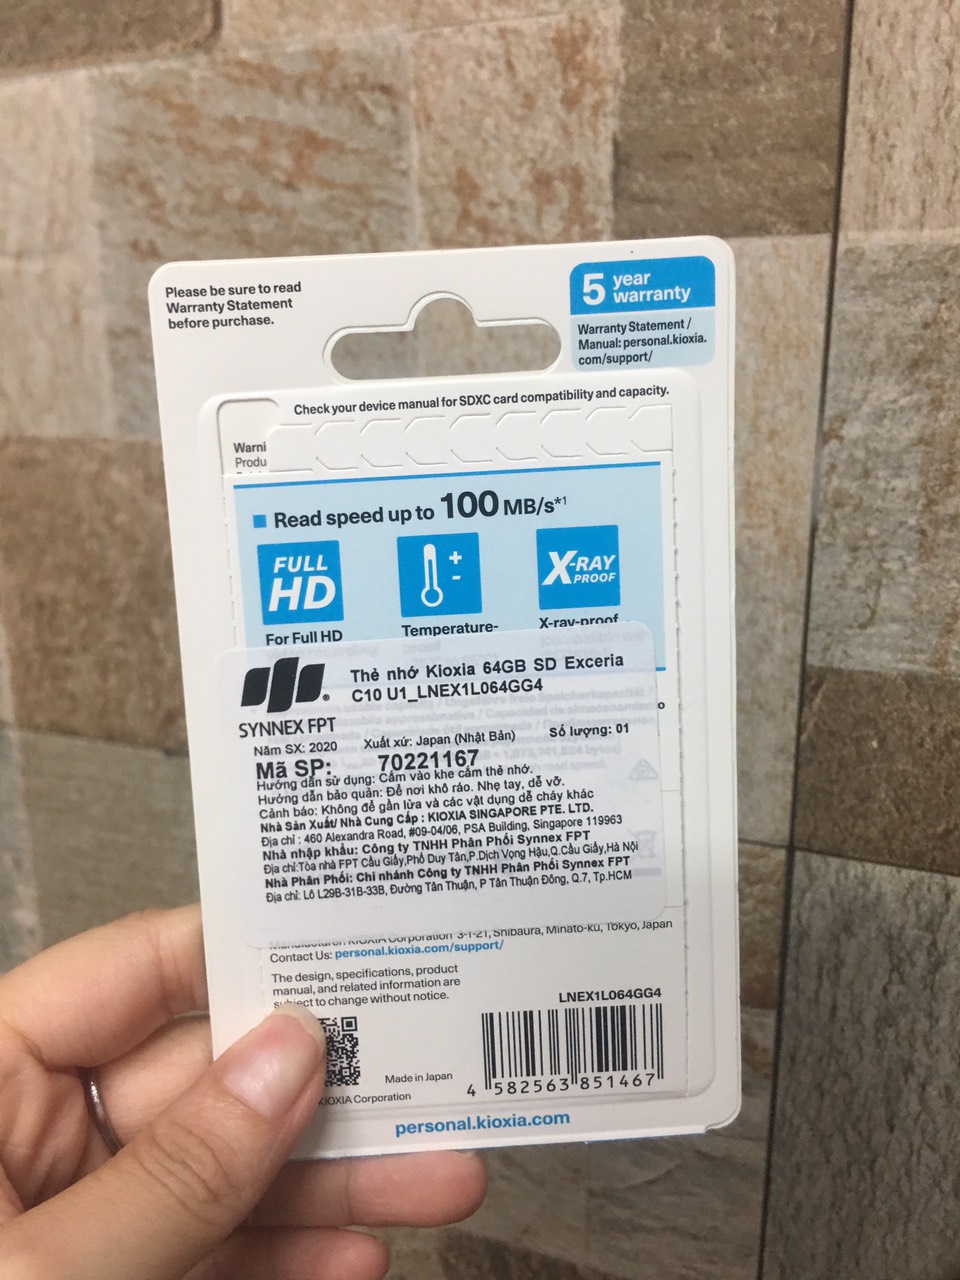 Please be sure to read
Warranty Statement
before purchase.
5 year
warranty
Warranty Statement /
Manual: personal.kioxia.
com/support/
Check your device manual for SDXC card compatibility and capacity.
Warni
Produ
Read speed up to 100 MB/s*1
FULL
HD
+
-
X-RAY
PROOF
For Full HD
Temperature-
X-ray-proof
Thẻ nhớ Kioxia 64GB SD Exceria
C10 U1_LNEX1L064GG4
SYNNEX FPT
Năm SX: 2020 Xuất xứ: Japan (Nhật Bản) Số lượng: 01
Mã SP: 70221167
Hướng dẫn sử dụng: Cắm vào khe cắm thẻ nhớ.
Hướng dẫn bảo quản: Để nơi khô ráo. Nhẹ tay, dễ vỡ.
Cảnh báo: Không để gần lửa và các vật dụng dễ cháy khác
Nhà Sản Xuất/ Nhà Cung Cấp : KIOXIA SINGAPORE PTE. LTD.
Địa chỉ : 460 Alexandra Road, #09-04/06, PSA Building, Singapore 119963
Nhà nhập khẩu: Công ty TNHH Phân Phối Synnex FPT
Địa chỉ:Tòa nhà FPT Cầu Giấy,Phố Duy Tân,P.Dịch Vọng Hậu,Q.Cầu Giấy,Hà Nội
Nhà Phân Phối: Chi nhánh Công ty TNHH Phân Phối Synnex FPT
Địa chỉ: Lô L29B-31B-33B, Đường Tân Thuận, P Tân Thuận Đông, Q.7, Tp.HCM
Manufacturer: KIOXIA Corporation 3-1-21, Shibaura, Minato-ku, Tokyo, Japan
Contact Us: personal.kioxia.com/support/
The design, specifications, product
manual, and related information are
subject to change without notice.
LNEX1L064GG4
4 582563 851467
Made in Japan
KIOXIA Corporation
personal.kioxia.com